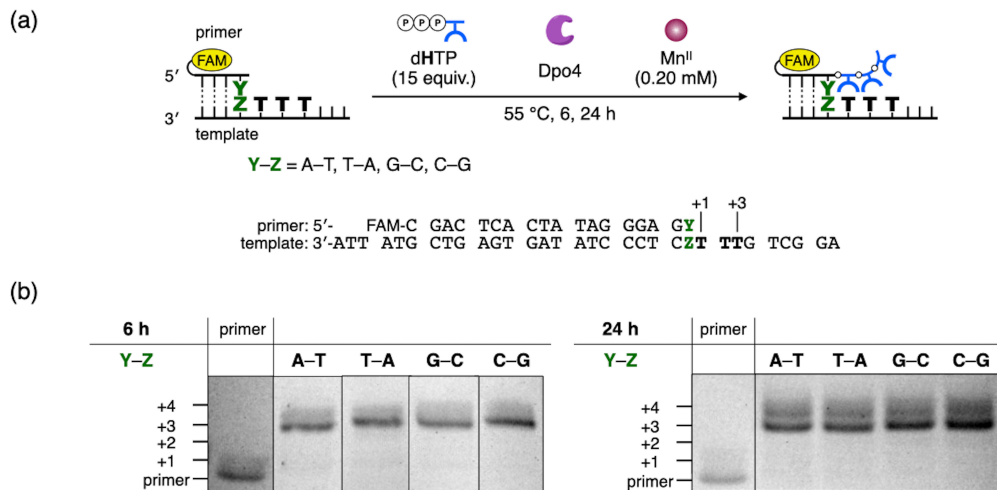 (a)
primer
FAM
5′
Y
Z T T T
3′
template
P P P
dHTP
(15 equiv.)
Dpo4
Mn^II
(0.20 mM)
55 °C, 6, 24 h
FAM
Y
Z T T T
Y–Z = A–T, T–A, G–C, C–G
+1 +3
primer: 5′- FAM-C GAC TCA CTA TAG GGA GY
template: 3′-ATT ATG CTG AGT GAT ATC CCT CZT TTG TCG GA
(b)
6 h primer
Y–Z A–T T–A G–C C–G
+4
+3
+2
+1
primer
24 h primer
Y–Z A–T T–A G–C C–G
+4
+3
+2
+1
primer